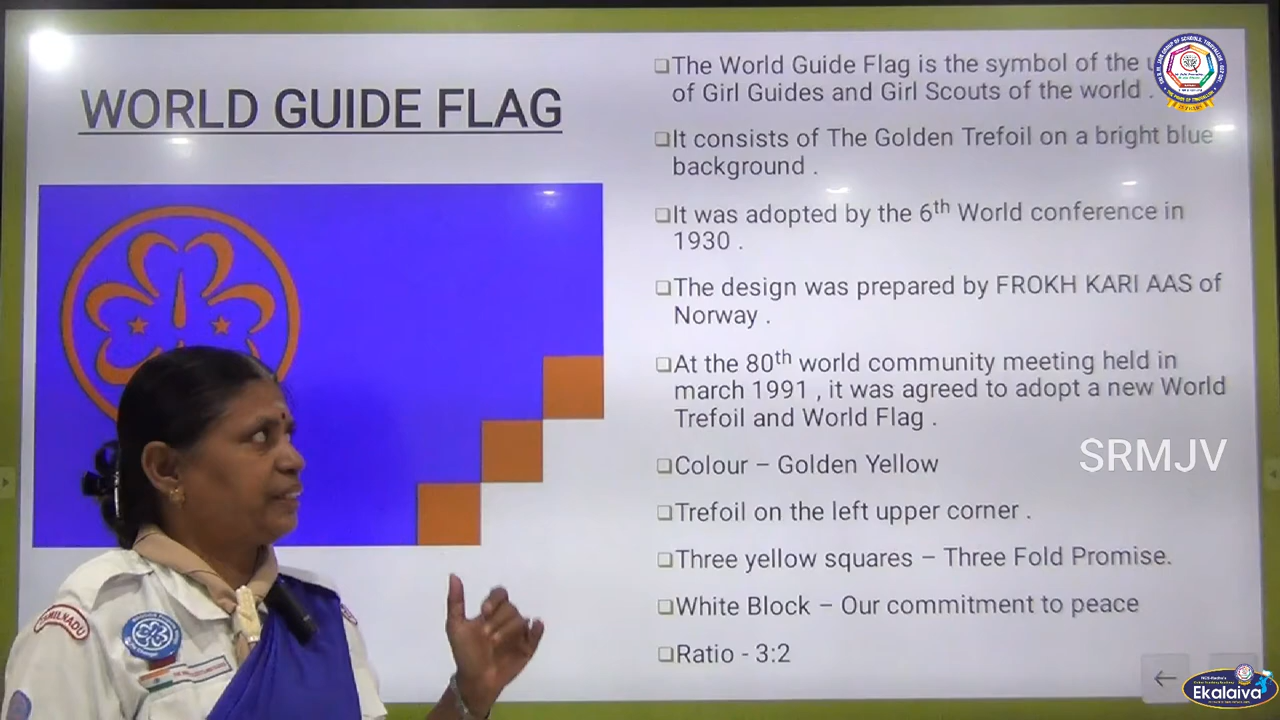 WORLD GUIDE FLAG
❑The World Guide Flag is the symbol of the
of Girl Guides and Girl Scouts of the world .
❑It consists of The Golden Trefoil on a bright blue
background .
❑It was adopted by the 6th World conference in
1930 .
❑The design was prepared by FROKH KARI AAS of
Norway .
❑At the 80th world community meeting held in
march 1991 , it was agreed to adopt a new World
Trefoil and World Flag .
❑Colour – Golden Yellow
❑Trefoil on the left upper corner .
❑Three yellow squares – Three Fold Promise.
❑White Block – Our commitment to peace
❑Ratio - 3:2
SRMJV
TAMILNADU
Ekalaiva